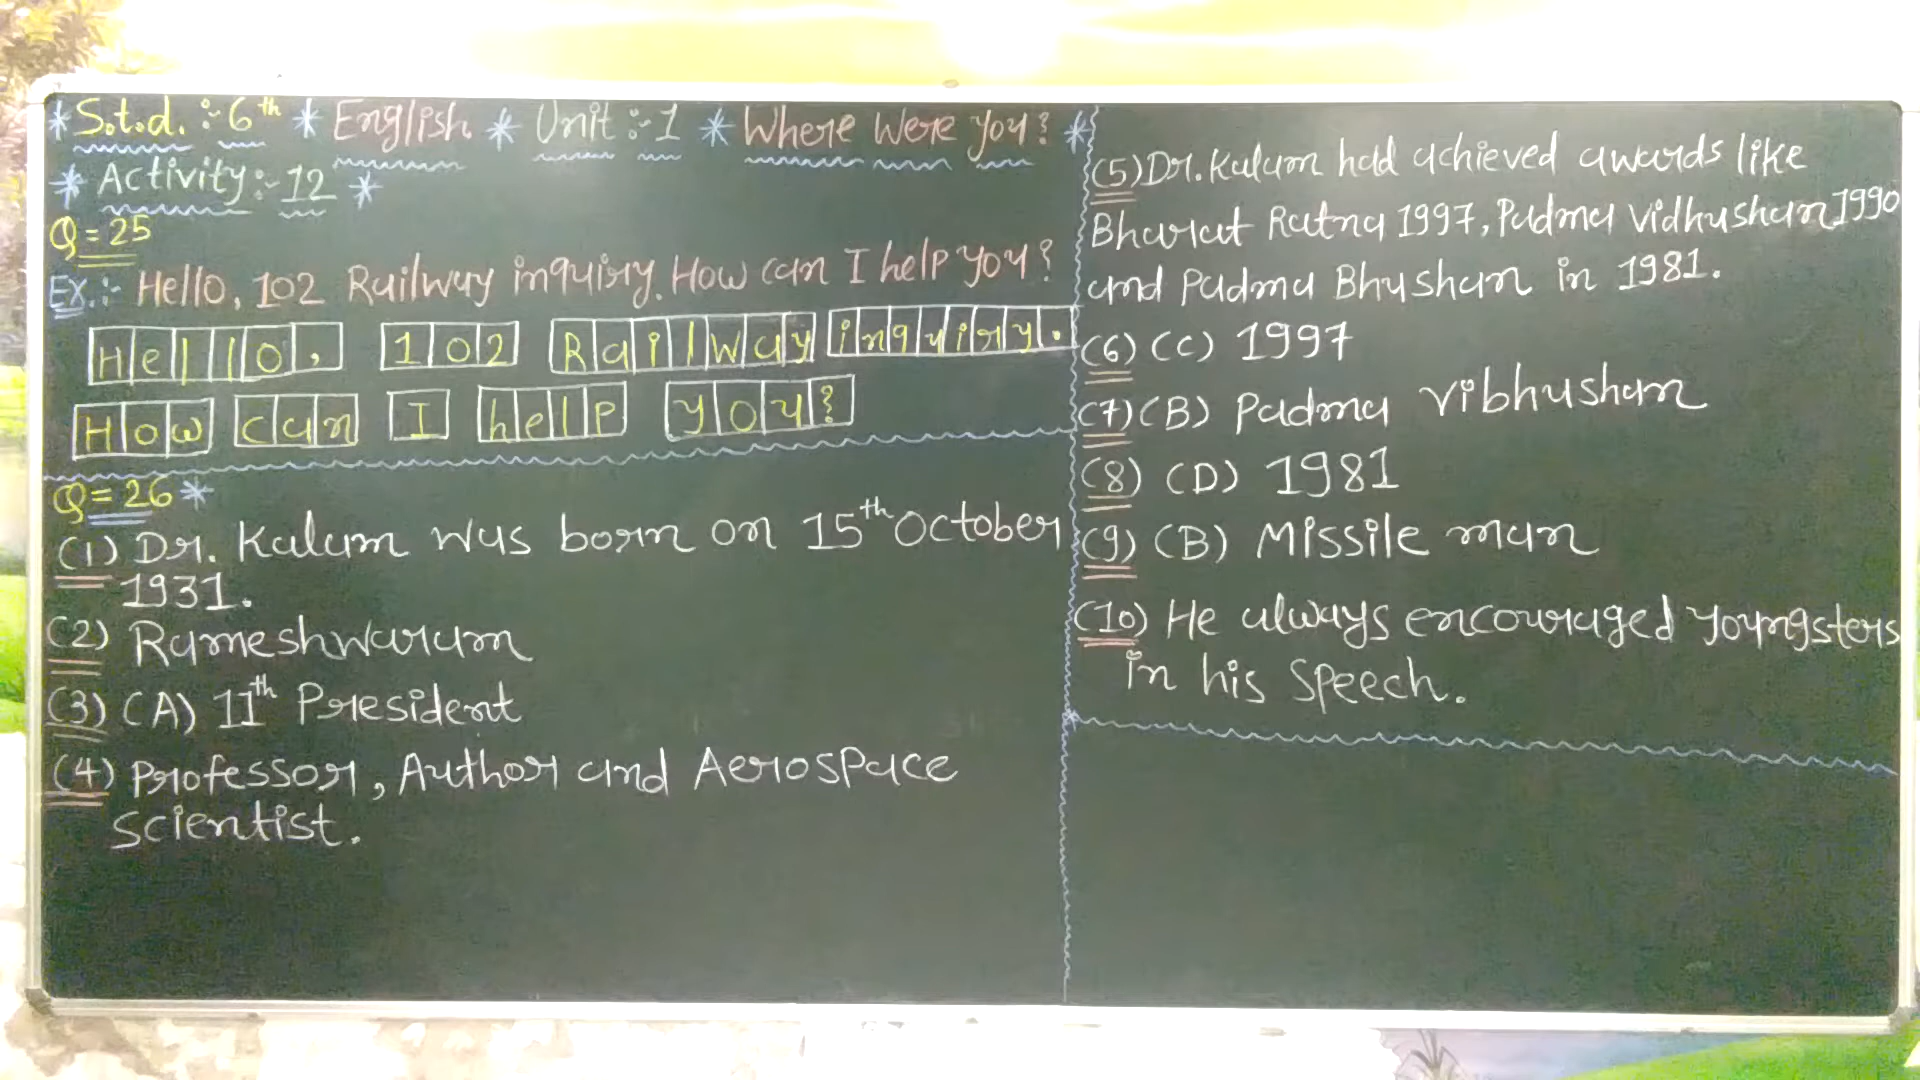 * S.t.d. :- 6th * English * Unit :- 1 * Where Were You? *
* Activity :- 12 *
Q = 25
Ex. :- Hello, 102 Railway inquiry. How can I help you?
Hello, 102 Railway inquiry.
How can I help you?
Q = 26 *
(1) Dr. Kalam was born on 15th October
1931.
(2) Rameshwaram
(3) (A) 11th President
(4) Professor, Author and Aerospace
scientist.
(5) Dr. Kalam had achieved awards like
Bharat Ratna 1997, Padma Vidhushan 1990
and Padma Bhushan in 1981.
(6) (C) 1997
(7) (B) Padma Vibhushan
(8) (D) 1981
(9) (B) Missile man
(10) He always encouraged youngsters
in his speech.